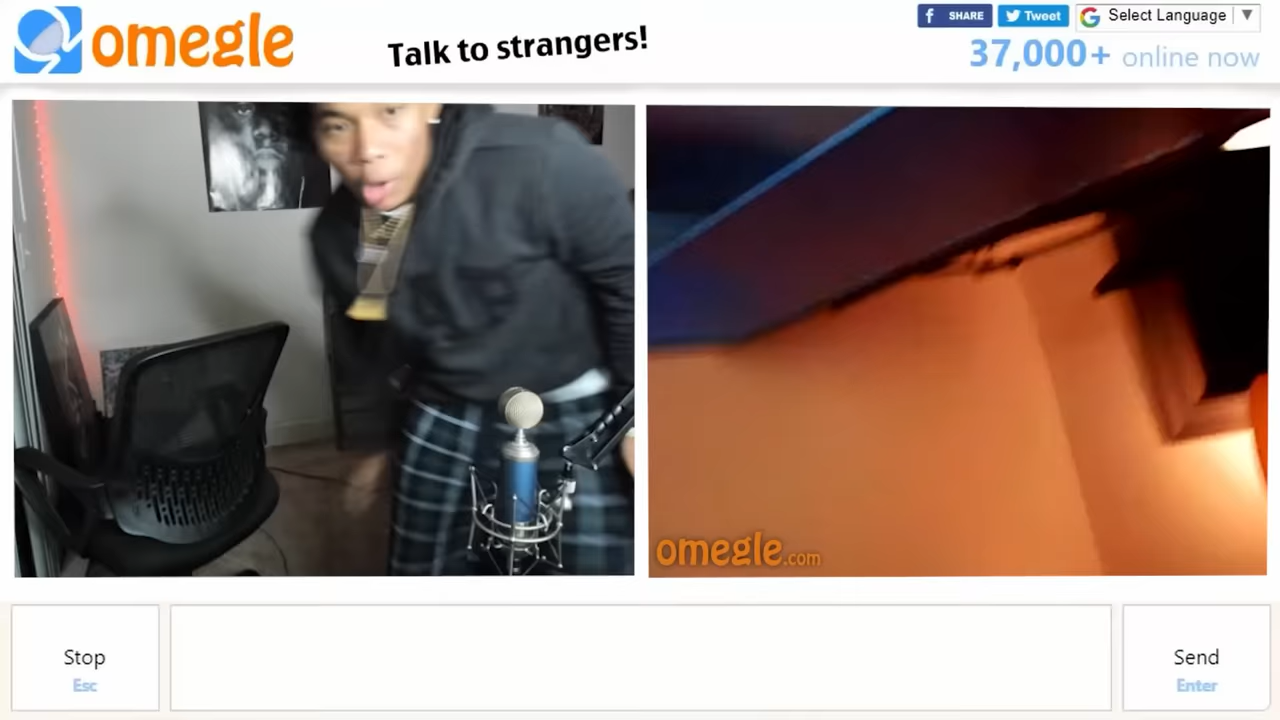 omegle
Talk to strangers!
SHARE
Tweet
Select Language
37,000+ online now
omegle.com
Stop
Esc
Send
Enter